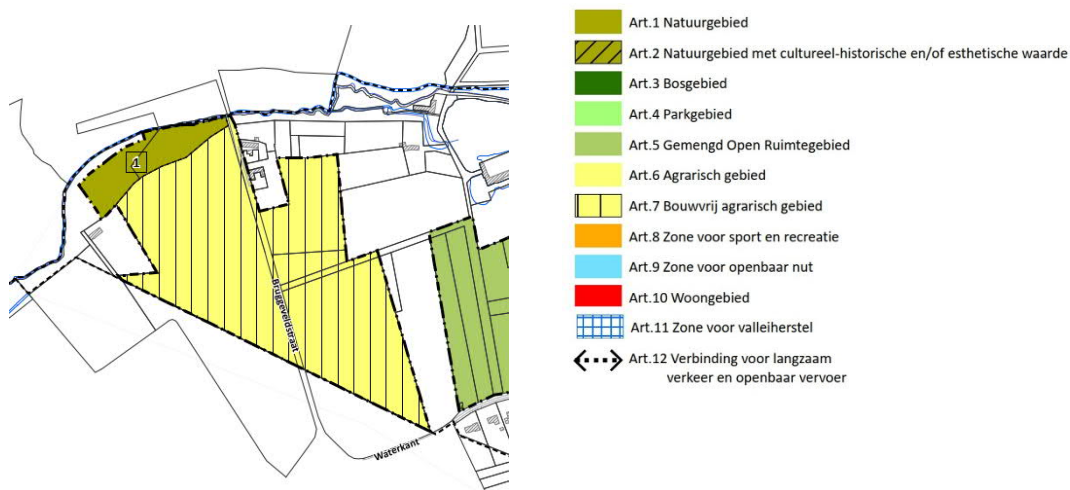 1
Bruggeveldstraat
Waterkant
Art.1 Natuurgebied
Art.2 Natuurgebied met cultureel-historische en/of esthetische waarde
Art.3 Bosgebied
Art.4 Parkgebied
Art.5 Gemengd Open Ruimtegebied
Art.6 Agrarisch gebied
Art.7 Bouwvrij agrarisch gebied
Art.8 Zone voor sport en recreatie
Art.9 Zone voor openbaar nut
Art.10 Woongebied
Art.11 Zone voor valleiherstel
Art.12 Verbinding voor langzaam
verkeer en openbaar vervoer